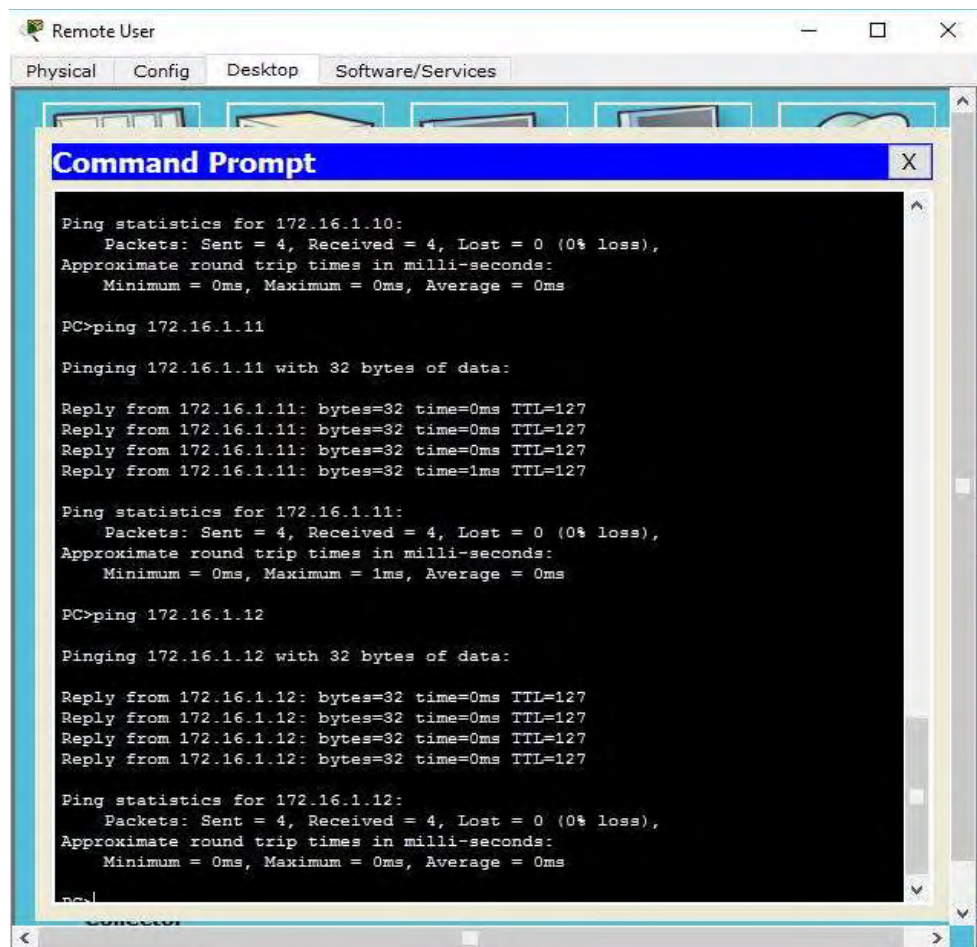 Remote User
Physical Config Desktop Software/Services
Command Prompt X
Ping statistics for 172.16.1.10:
Packets: Sent = 4, Received = 4, Lost = 0 (0% loss),
Approximate round trip times in milli-seconds:
Minimum = 0ms, Maximum = 0ms, Average = 0ms
PC>ping 172.16.1.11
Pinging 172.16.1.11 with 32 bytes of data:
Reply from 172.16.1.11: bytes=32 time=0ms TTL=127
Reply from 172.16.1.11: bytes=32 time=0ms TTL=127
Reply from 172.16.1.11: bytes=32 time=0ms TTL=127
Reply from 172.16.1.11: bytes=32 time=1ms TTL=127
Ping statistics for 172.16.1.11:
Packets: Sent = 4, Received = 4, Lost = 0 (0% loss),
Approximate round trip times in milli-seconds:
Minimum = 0ms, Maximum = 1ms, Average = 0ms
PC>ping 172.16.1.12
Pinging 172.16.1.12 with 32 bytes of data:
Reply from 172.16.1.12: bytes=32 time=0ms TTL=127
Reply from 172.16.1.12: bytes=32 time=0ms TTL=127
Reply from 172.16.1.12: bytes=32 time=0ms TTL=127
Reply from 172.16.1.12: bytes=32 time=0ms TTL=127
Ping statistics for 172.16.1.12:
Packets: Sent = 4, Received = 4, Lost = 0 (0% loss),
Approximate round trip times in milli-seconds:
Minimum = 0ms, Maximum = 0ms, Average = 0ms
PC>
Collector